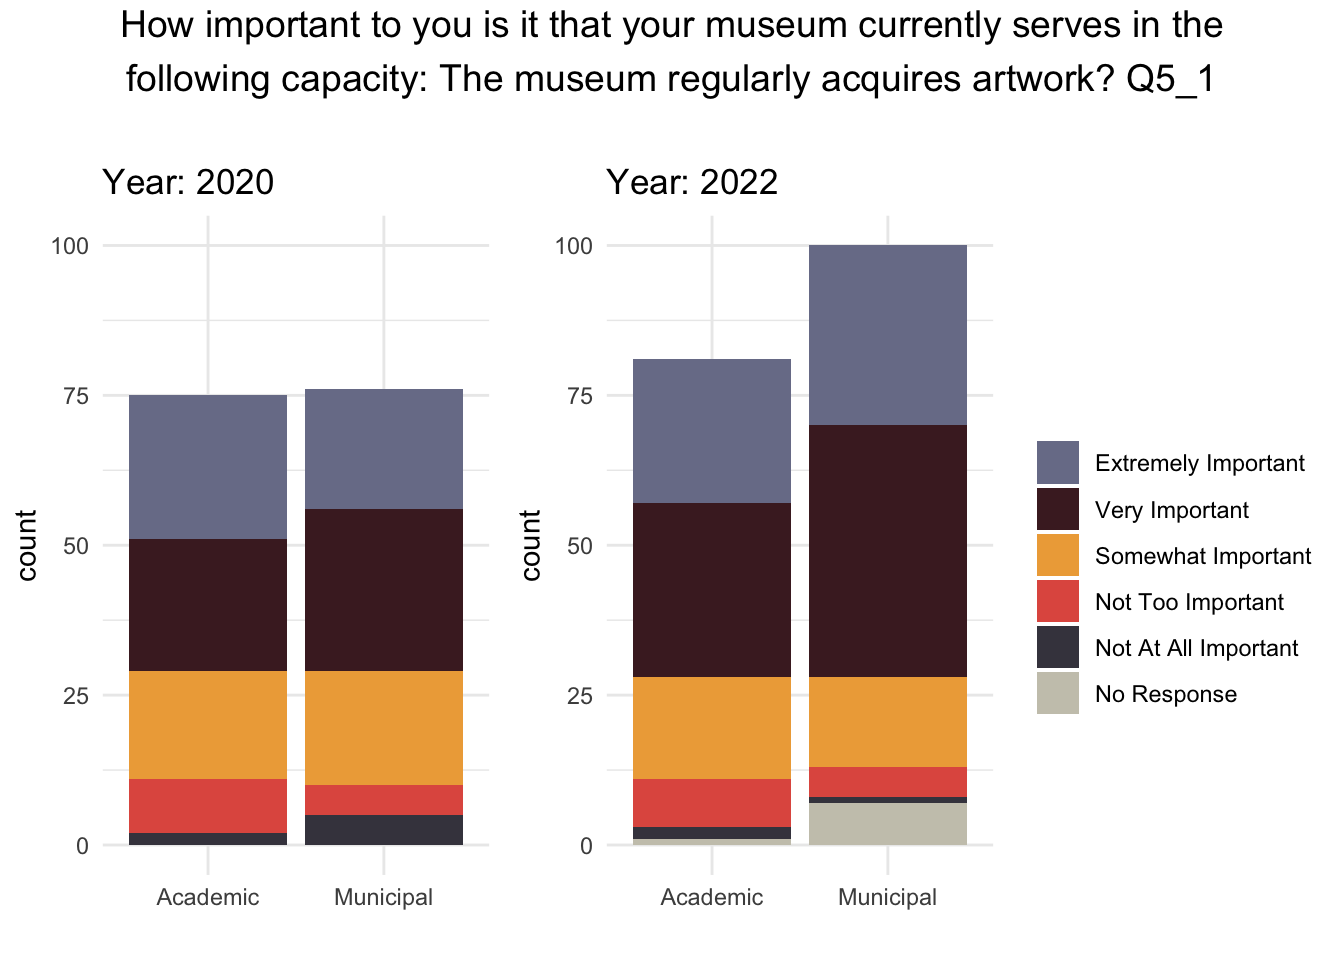 How important to you is it that your museum currently serves in the
following capacity: The museum regularly acquires artwork? Q5_1
Year: 2020
100
75
50
25
0
count
Academic
Municipal
Year: 2022
100
75
50
25
0
count
Academic
Municipal
Extremely Important
Very Important
Somewhat Important
Not Too Important
Not At All Important
No Response